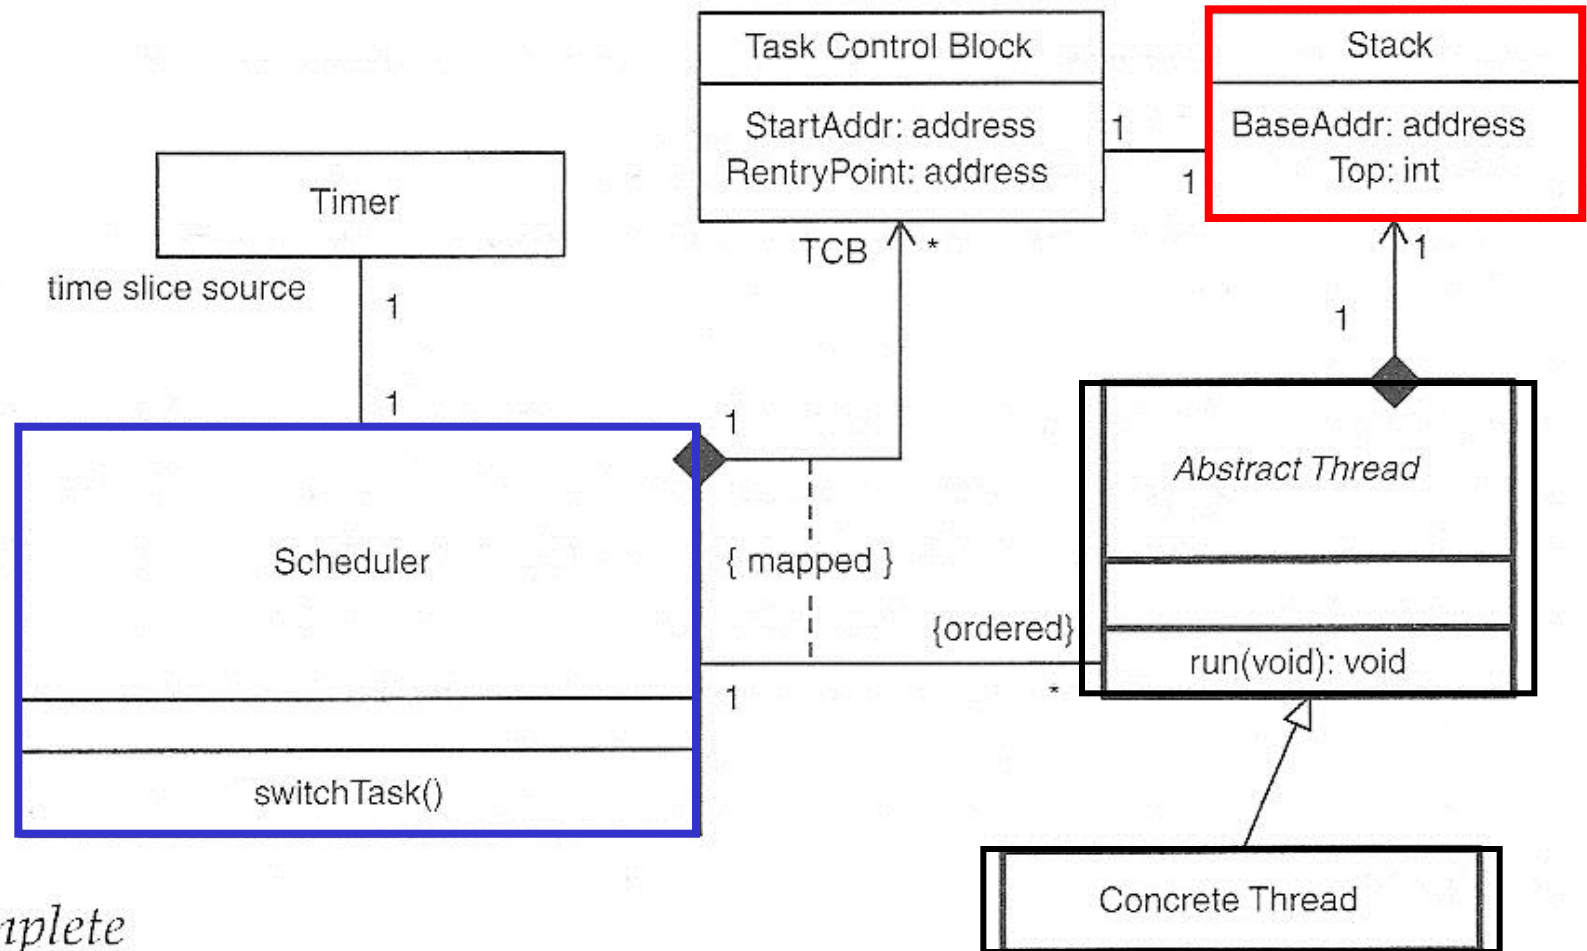 Task Control Block
StartAddr: address
RentryPoint: address
1
1
Stack
BaseAddr: address
Top: int
Timer
time slice source
1
1
TCB
*
1
1
1
Scheduler
switchTask()
{ mapped }
{ordered}
1
*
Abstract Thread
run(void): void
Concrete Thread